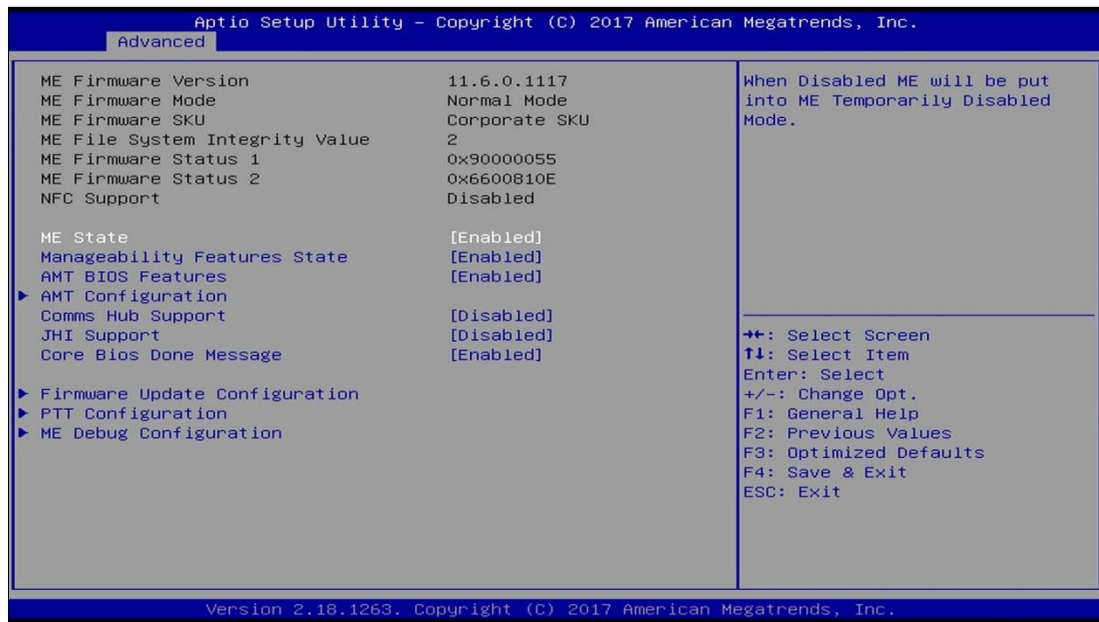 Aptio Setup Utility – Copyright (C) 2017 American Megatrends, Inc.
Advanced
ME Firmware Version 11.6.0.1117
ME Firmware Mode Normal Mode
ME Firmware SKU Corporate SKU
ME File System Integrity Value 2
ME Firmware Status 1 0x90000055
ME Firmware Status 2 0x6600810E
NFC Support Disabled
ME State [Enabled]
Manageability Features State [Enabled]
AMT BIOS Features [Enabled]
▶ AMT Configuration
Comms Hub Support [Disabled]
JHI Support [Disabled]
Core Bios Done Message [Enabled]
▶ Firmware Update Configuration
▶ PTT Configuration
▶ ME Debug Configuration
When Disabled ME will be put
into ME Temporarily Disabled
Mode.
→←: Select Screen
↑↓: Select Item
Enter: Select
+/-: Change Opt.
F1: General Help
F2: Previous Values
F3: Optimized Defaults
F4: Save & Exit
ESC: Exit
Version 2.18.1263. Copyright (C) 2017 American Megatrends, Inc.